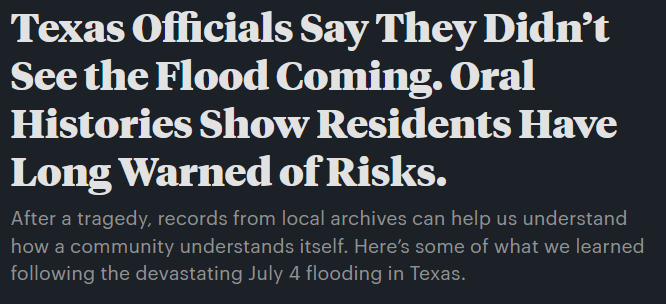 Texas Officials Say They Didn’t
See the Flood Coming. Oral
Histories Show Residents Have
Long Warned of Risks.
After a tragedy, records from local archives can help us understand
how a community understands itself. Here’s some of what we learned
following the devastating July 4 flooding in Texas.